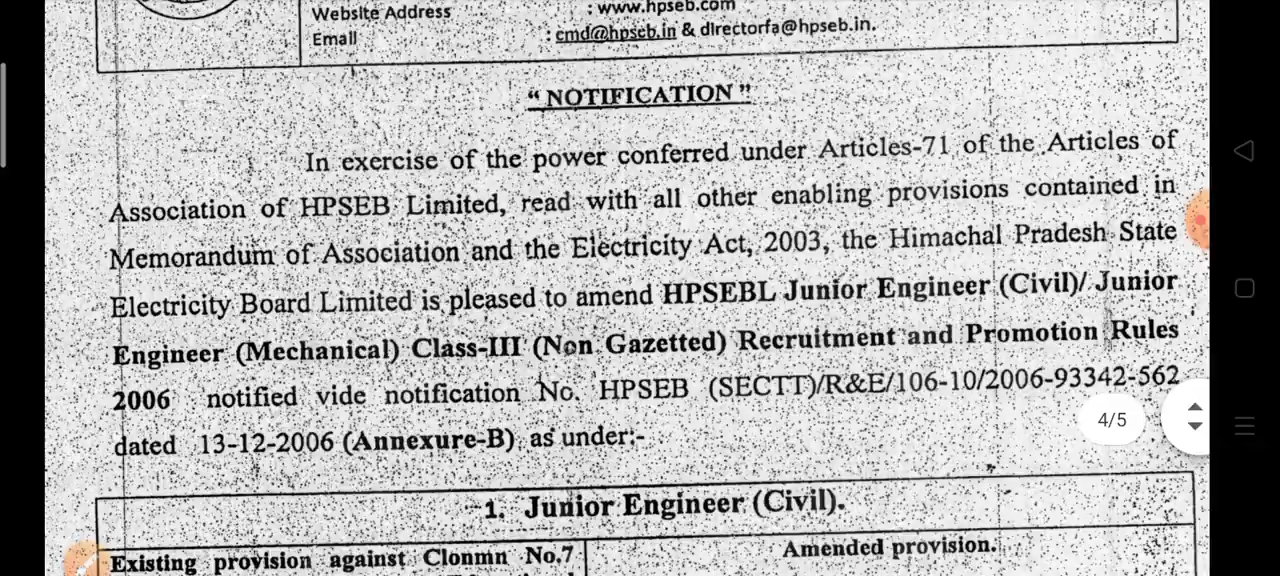 Website Address : www.hpseb.com
Email : cmd@hpseb.in & directorfa@hpseb.in.
“ NOTIFICATION ”
In exercise of the power conferred under Articles-71 of the Articles of
Association of HPSEB Limited, read with all other enabling provisions contained in
Memorandum of Association and the Electricity Act, 2003, the Himachal Pradesh State
Electricity Board Limited is pleased to amend HPSEBL Junior Engineer (Civil)/ Junior
Engineer (Mechanical) Class-III (Non Gazetted) Recruitment and Promotion Rules
2006 notified vide notification No. HPSEB (SECTT)/R&E/106-10/2006-93342-562
dated 13-12-2006 (Annexure-B) as under:-
4/5
1. Junior Engineer (Civil).
Existing provision against Clonmn No.7
Amended provision.